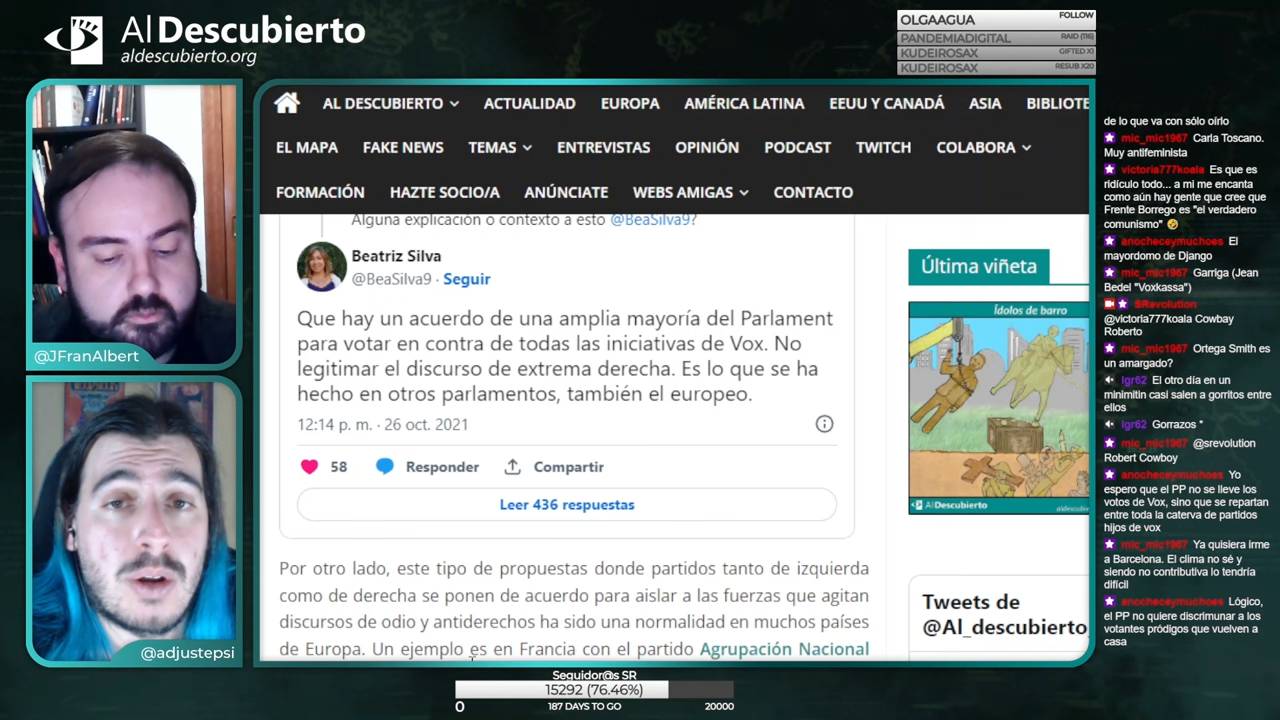 Al Descubierto
aldescubierto.org
OLGAAGUA FOLLOW
PANDEMIADIGITAL RAID (116)
KUDEIROSAX GIFTED X1
KUDEIROSAX RESUB X20
AL DESCUBIERTO ACTUALIDAD EUROPA AMÉRICA LATINA EEUU Y CANADÁ ASIA BIBLIOTE
EL MAPA FAKE NEWS TEMAS ENTREVISTAS OPINIÓN PODCAST TWITCH COLABORA
FORMACIÓN HAZTE SOCIO/A ANÚNCIATE WEBS AMIGAS CONTACTO
Alguna explicación o contexto a esto @BeaSilva9?
Beatriz Silva
@BeaSilva9 · Seguir
Que hay un acuerdo de una amplia mayoría del Parlament
para votar en contra de todas las iniciativas de Vox. No
legitimar el discurso de extrema derecha. Es lo que se ha
hecho en otros parlamentos, también el europeo.
12:14 p. m. · 26 oct. 2021
58 Responder Compartir
Leer 436 respuestas
Por otro lado, este tipo de propuestas donde partidos tanto de izquierda
como de derecha se ponen de acuerdo para aislar a las fuerzas que agitan
discursos de odio y antiderechos ha sido una normalidad en muchos países
de Europa. Un ejemplo es en Francia con el partido Agrupación Nacional
Última viñeta
Ídolos de barro
AlDescubierto
Tweets de
@Al_descubierto
@JFranAlbert
@adjustepsi
de lo que va con sólo oírlo
mic_mic1967 Carla Toscano.
Muy antifeminista
victoria777koala Es que es
ridículo todo... a mi me encanta
como aún hay gente que cree que
Frente Borrego es "el verdadero
comunismo" 🤣
anocheceymuchoes El
mayordomo de Django
mic_mic1967 Garriga (Jean
Bedel "Voxkassa")
SRevolution
@victoria777koala Cowbay
Roberto
mic_mic1967 Ortega Smith es
un amargado?
lgr62 El otro día en un
minimitin casi salen a gorritos entre
ellos
lgr62 Gorrazos *
mic_mic1967 @srevolution
Robert Cowboy
anocheceymuchoes Yo
espero que el PP no se lleve los
votos de Vox, sino que se repartan
entre toda la caterva de partidos
hijos de vox
mic_mic1967 Ya quisiera irme
a Barcelona. El clima no sé y
siendo no contributiva lo tendría
difícil
anocheceymuchoes Lógico,
el PP no quiere discrimunar a los
votantes pródigos que vuelven a
casa
Seguidor@s SR
15292 (76.46%)
0 187 DAYS TO GO 20000